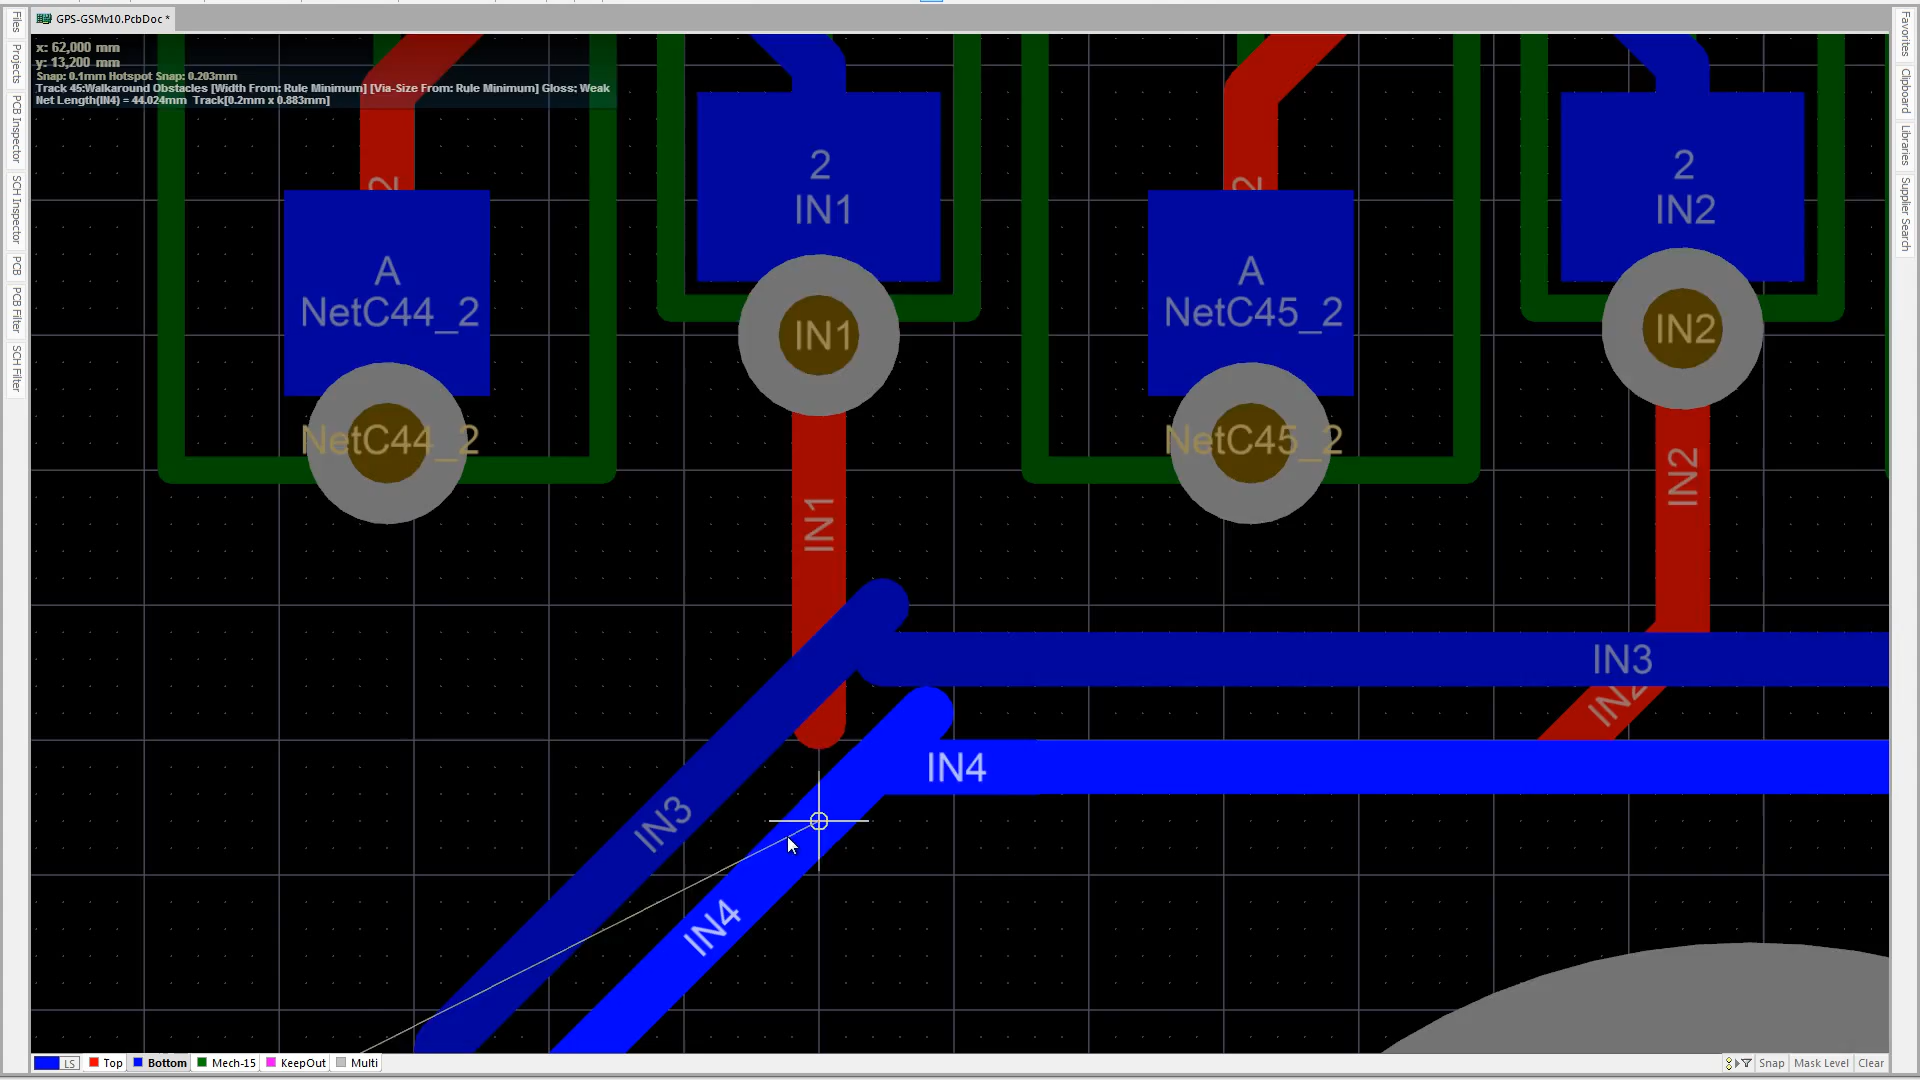 GPS-GSMv10.PcbDoc *
x: 62,000 mm
y: 13,200 mm
Snap: 0.1mm Hotspot Snap: 0.203mm
Track 45:Walkaround Obstacles [Width From: Rule Minimum] [Via-Size From: Rule Minimum] Gloss: Weak
Net Length(IN4) = 44.024mm Track[0.2mm x 0.883mm]
Files
Projects
PCB Inspector
SCH Inspector
PCB
PCB Filter
SCH Filter
Favorites
Clipboard
Libraries
Supplier Search
2
2
2
IN1
2
IN2
A
NetC44_2
A
NetC45_2
IN1
IN2
NetC44_2
NetC45_2
IN1
IN2
IN3
IN2
IN4
IN3
IN4
LS
Top
Bottom
Mech-15
KeepOut
Multi
Snap
Mask Level
Clear